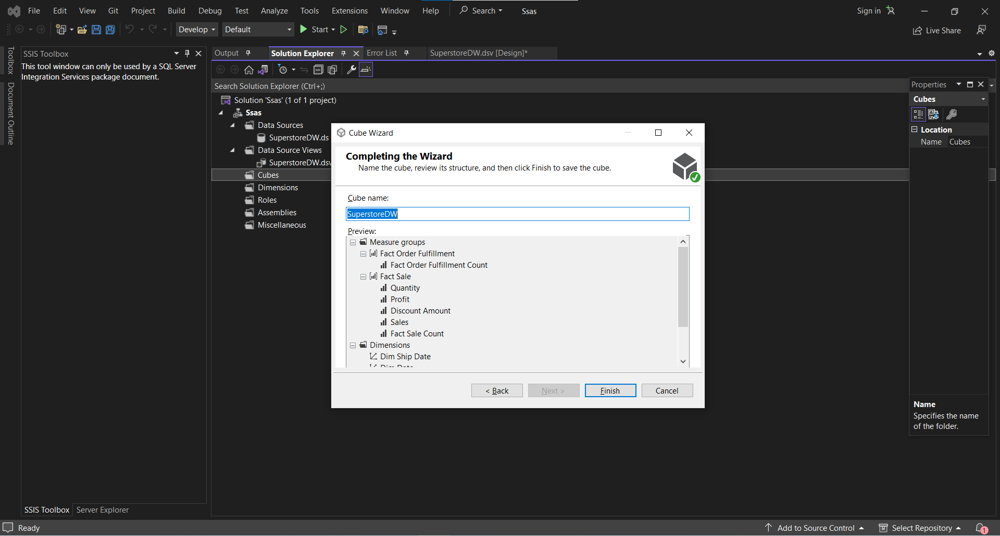 File Edit View Git Project Build Debug Test Analyze Tools Extensions Window Help Search Ssas Sign in
Develop Default Start Live Share
Toolbox
Document Outline
SSIS Toolbox
This tool window can only be used by a SQL Server
Integration Services package document.
SSIS Toolbox Server Explorer
Output Solution Explorer Error List SuperstoreDW.dsv [Design]*
Search Solution Explorer (Ctrl+;)
Solution 'Ssas' (1 of 1 project)
Ssas
Data Sources
SuperstoreDW.ds
Data Source Views
SuperstoreDW.dsv
Cubes
Dimensions
Roles
Assemblies
Miscellaneous
Cube Wizard
Completing the Wizard
Name the cube, review its structure, and then click Finish to save the cube.
Cube name:
SuperstoreDW
Preview:
Measure groups
Fact Order Fulfillment
Fact Order Fulfillment Count
Fact Sale
Quantity
Profit
Discount Amount
Sales
Fact Sale Count
Dimensions
Dim Ship Date
Dim Date
< Back Next > Finish Cancel
Properties
Cubes
Location
Name Cubes
Name
Specifies the name
of the folder.
Ready Add to Source Control Select Repository 1